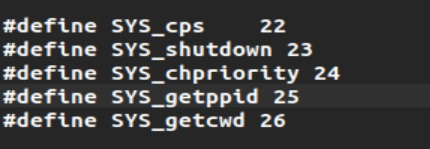 #define SYS_cps    22
#define SYS_shutdown 23
#define SYS_chpriority 24
#define SYS_getppid 25
#define SYS_getcwd 26